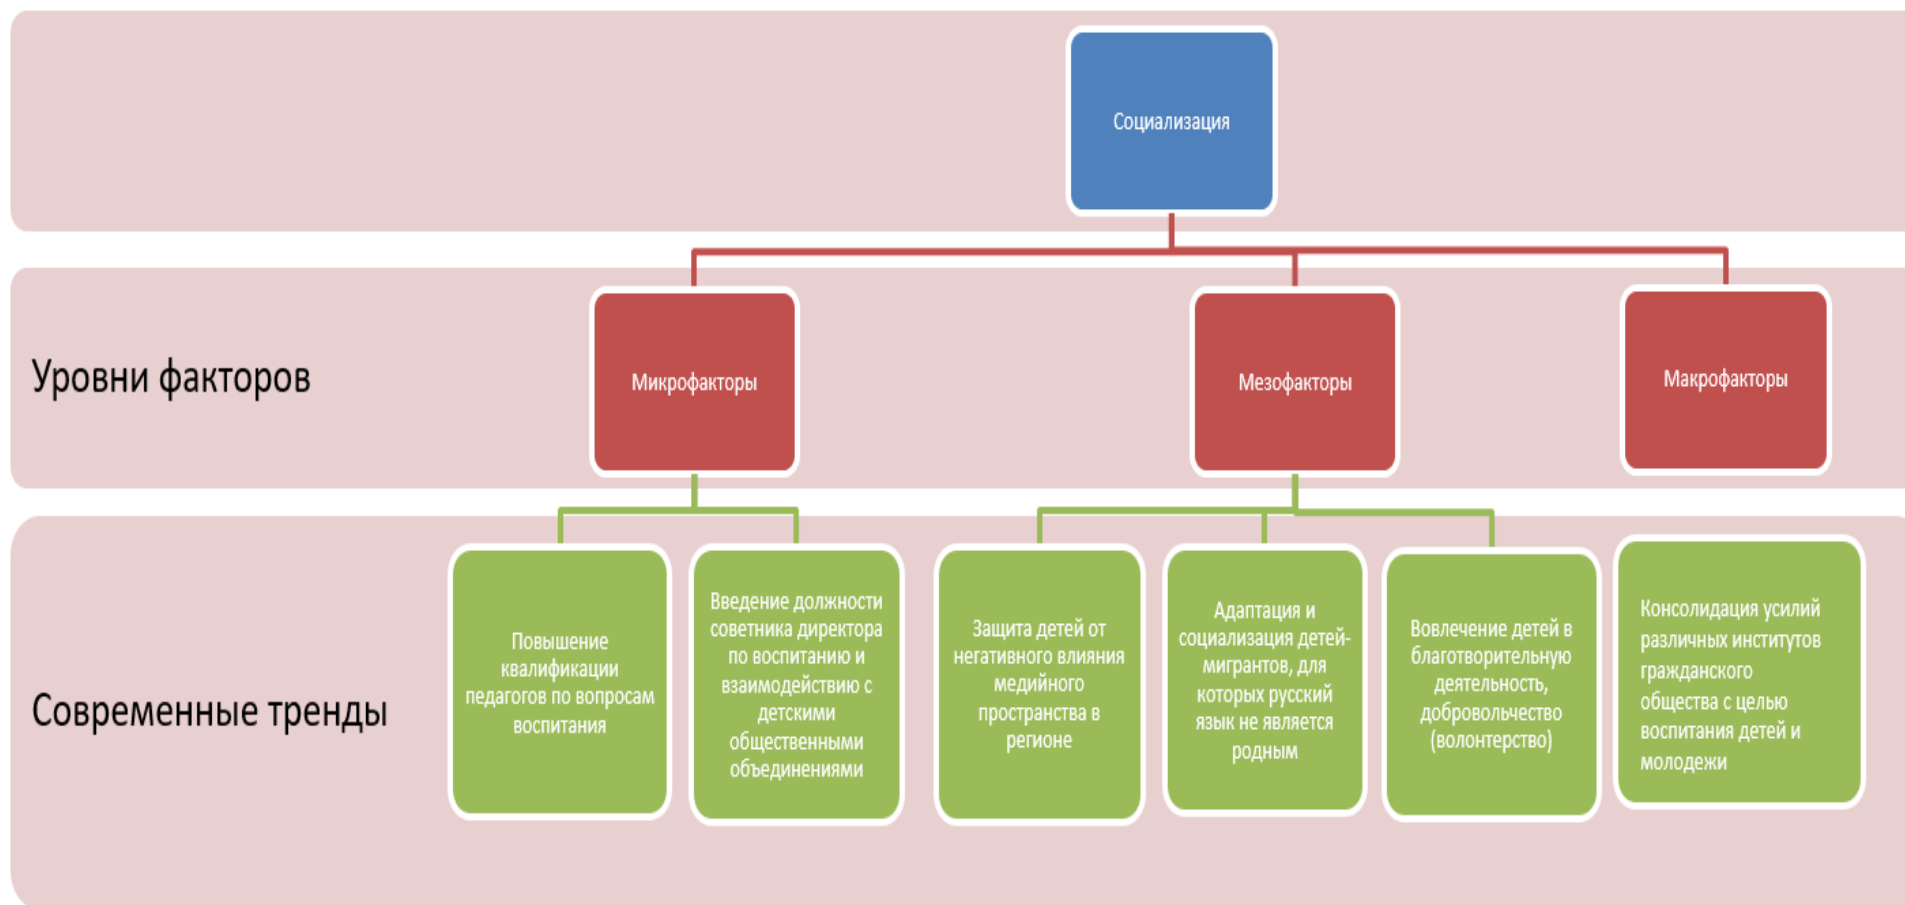 Социализация
Уровни факторов
Микрофакторы
Мезофакторы
Макрофакторы
Современные тренды
Повышение
квалификации
педагогов по вопросам
воспитания
Введение должности
советника директора
по воспитанию и
взаимодействию с
детскими
общественными
объединениями
Защита детей от
негативного влияния
медийного
пространства в
регионе
Адаптация и
социализация детей-
мигрантов, для
которых русский
язык не является
родным
Вовлечение детей в
благотворительную
деятельность,
добровольчество
(волонтерство)
Консолидация усилий
различных институтов
гражданского
общества с целью
воспитания детей и
молодежи